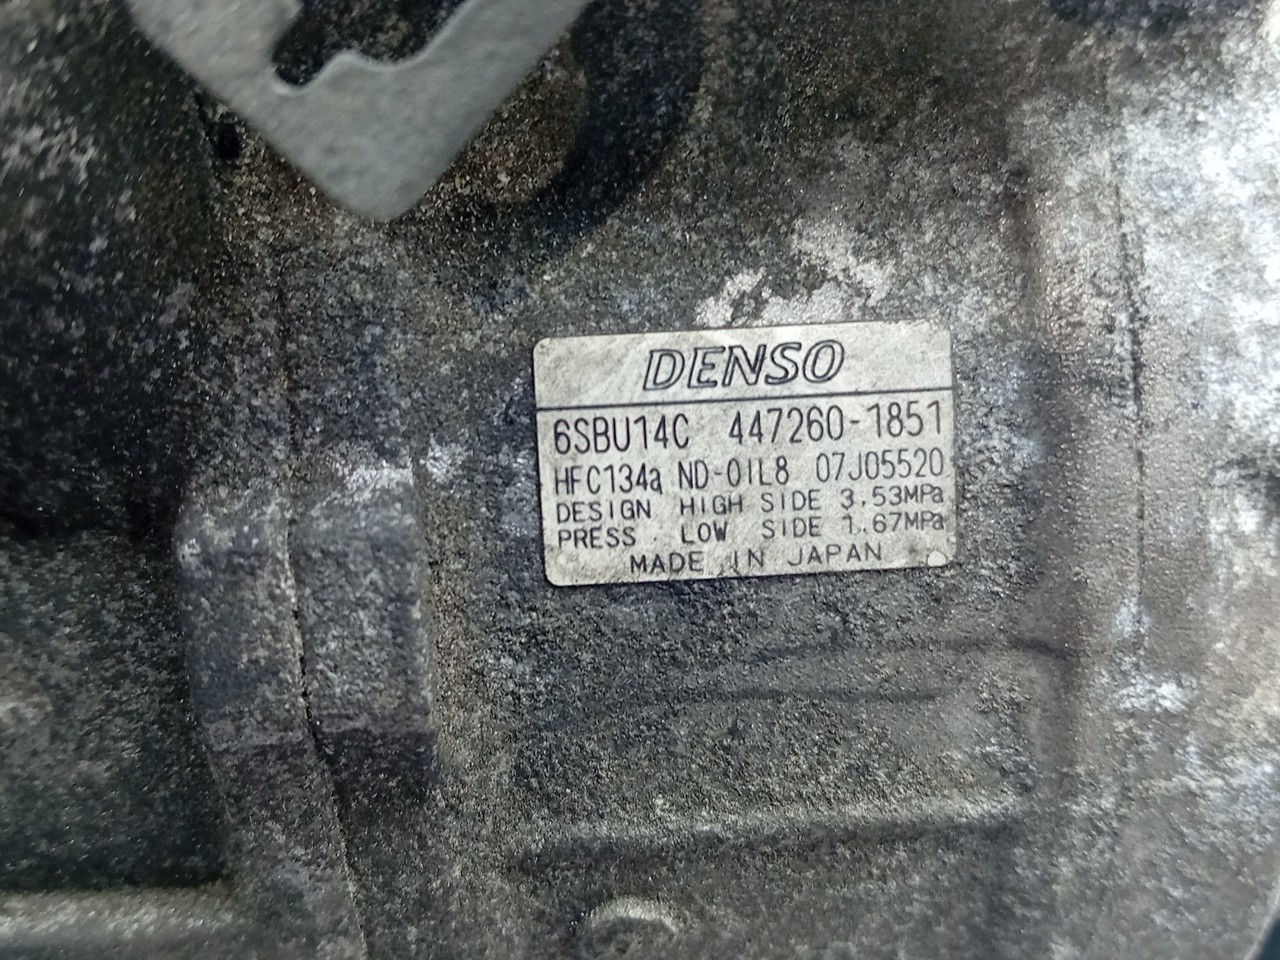 DENSO
6SBU14C 447260-1851
HFC134a ND-OIL8 07J05520
DESIGN HIGH SIDE 3.53MPa
PRESS. LOW SIDE 1.67MPa
MADE IN JAPAN